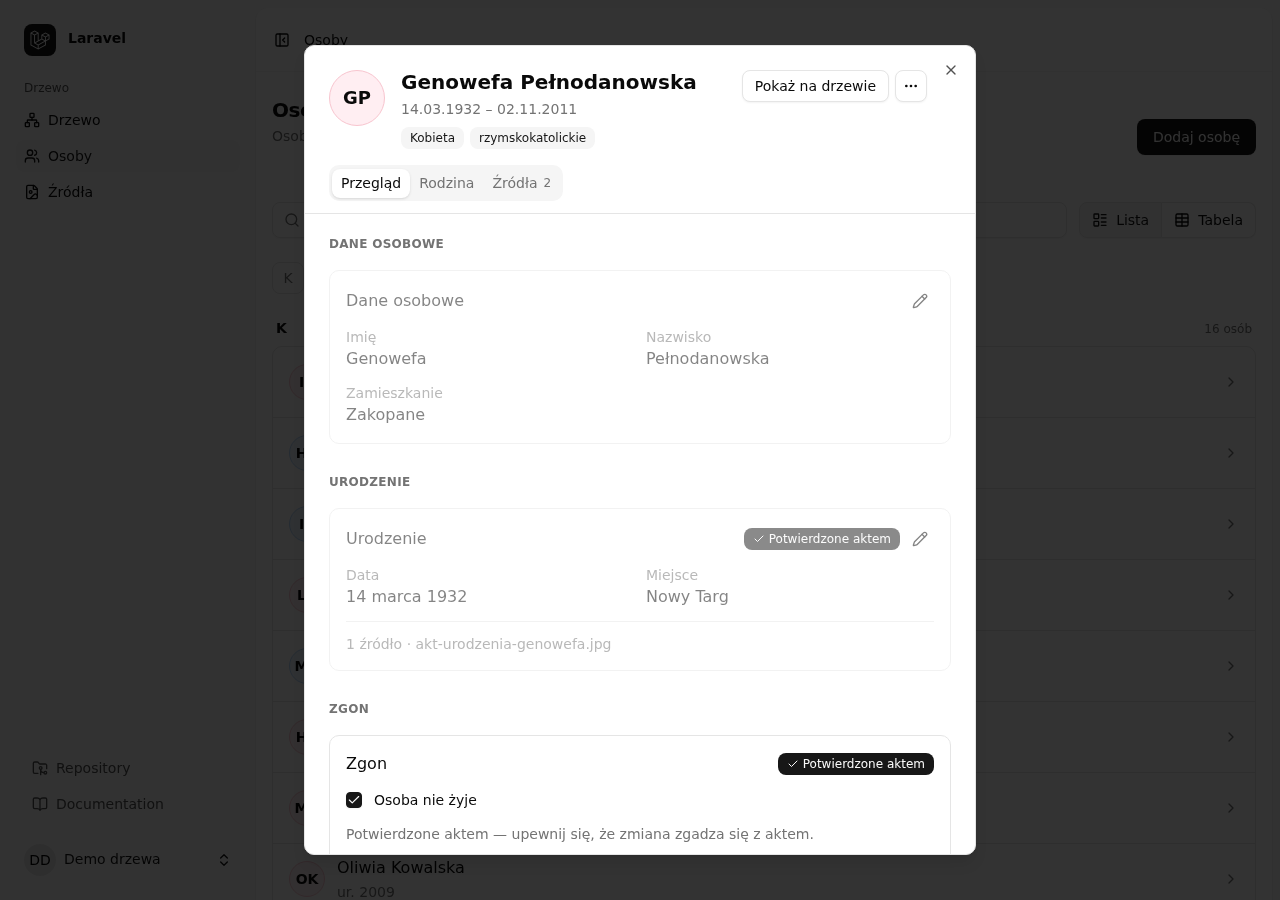 Laravel
Osoby
Drzewo
Drzewo
Osoby
Źródła
Dodaj osobę
Lista
Tabela
K
K
16 osób
GP
Genowefa Pełnodanowska
14.03.1932 – 02.11.2011
Kobieta
rzymskokatolickie
Pokaż na drzewie
Przegląd
Rodzina
Źródła 2
DANE OSOBOWE
Dane osobowe
Imię
Nazwisko
Genowefa
Pełnodanowska
Zamieszkanie
Zakopane
URODZENIE
Urodzenie
Potwierdzone aktem
Data
Miejsce
14 marca 1932
Nowy Targ
1 źródło · akt-urodzenia-genowefa.jpg
ZGON
Zgon
Potwierdzone aktem
Osoba nie żyje
Potwierdzone aktem — upewnij się, że zmiana zgadza się z aktem.
Repository
Documentation
DD
Demo drzewa
OK
Oliwia Kowalska
ur. 2009